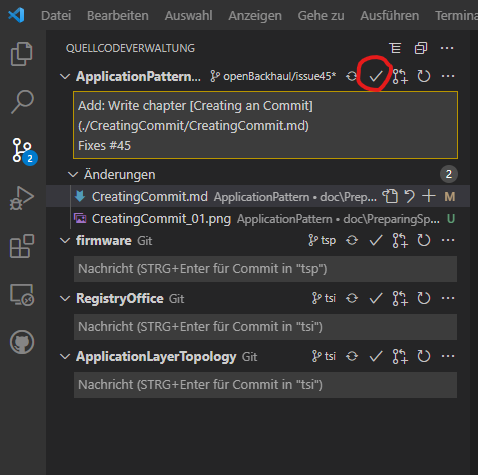 Datei Bearbeiten Auswahl Anzeigen Gehe zu Ausführen Termina
QUELLCODEVERWALTUNG
ApplicationPattern... openBackhaul/issue45*
Add: Write chapter [Creating an Commit]
(./CreatingCommit/CreatingCommit.md)
Fixes #45
Änderungen 2
CreatingCommit.md ApplicationPattern • doc\Prep... M
CreatingCommit_01.png ApplicationPattern • doc\PreparingSp... U
2
firmware Git tsp
Nachricht (STRG+Enter für Commit in "tsp")
RegistryOffice Git tsi
Nachricht (STRG+Enter für Commit in "tsi")
ApplicationLayerTopology Git tsi
Nachricht (STRG+Enter für Commit in "tsi")